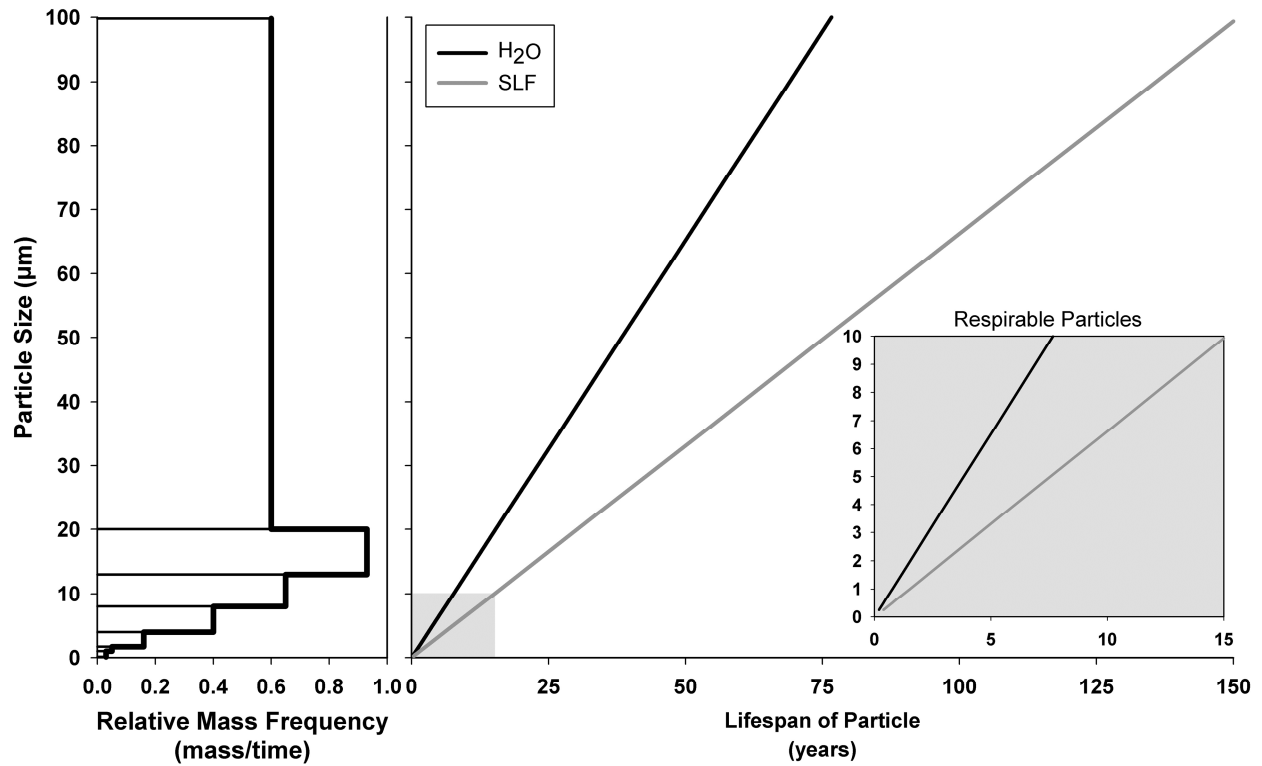 Particle Size (µm)
100
90
80
70
60
50
40
30
20
10
0
0.0 0.2 0.4 0.6 0.8 1.0
Relative Mass Frequency
(mass/time)
H2O
SLF
0 25 50 75 100 125 150
Lifespan of Particle
(years)
Respirable Particles
10
9
8
7
6
5
4
3
2
1
0
0 5 10 15